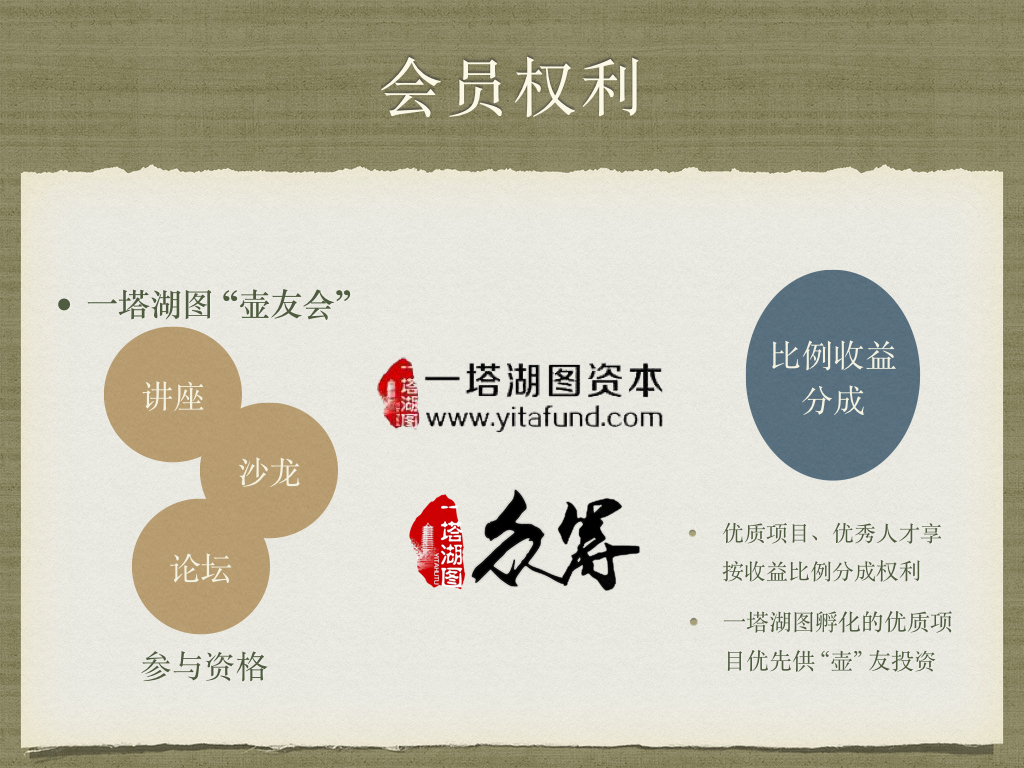 会员权利
一塔湖图“壶友会”
讲座
沙龙
论坛
参与资格
一塔湖图
一塔湖图资本
www.yitafund.com
一塔湖图
YITAHUTU
众筹
比例收益
分成
优质项目、优秀人才享
按收益比例分成权利
一塔湖图孵化的优质项
目优先供“壶”友投资